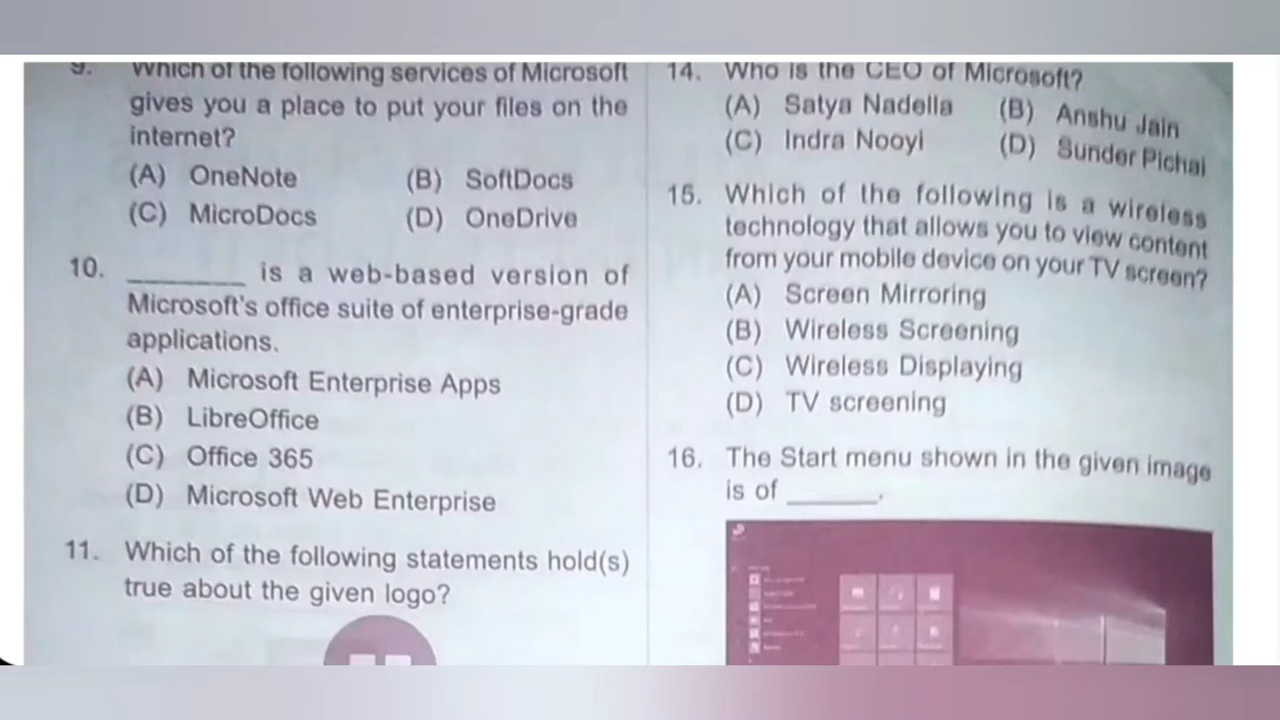 9. Which of the following services of Microsoft
gives you a place to put your files on the
internet?
(A) OneNote (B) SoftDocs
(C) MicroDocs (D) OneDrive
10. ________ is a web-based version of
Microsoft's office suite of enterprise-grade
applications.
(A) Microsoft Enterprise Apps
(B) LibreOffice
(C) Office 365
(D) Microsoft Web Enterprise
11. Which of the following statements hold(s)
true about the given logo?
14. Who is the CEO of Microsoft?
(A) Satya Nadella (B) Anshu Jain
(C) Indra Nooyi (D) Sunder Pichai
15. Which of the following is a wireless
technology that allows you to view content
from your mobile device on your TV screen?
(A) Screen Mirroring
(B) Wireless Screening
(C) Wireless Displaying
(D) TV screening
16. The Start menu shown in the given image
is of ______.